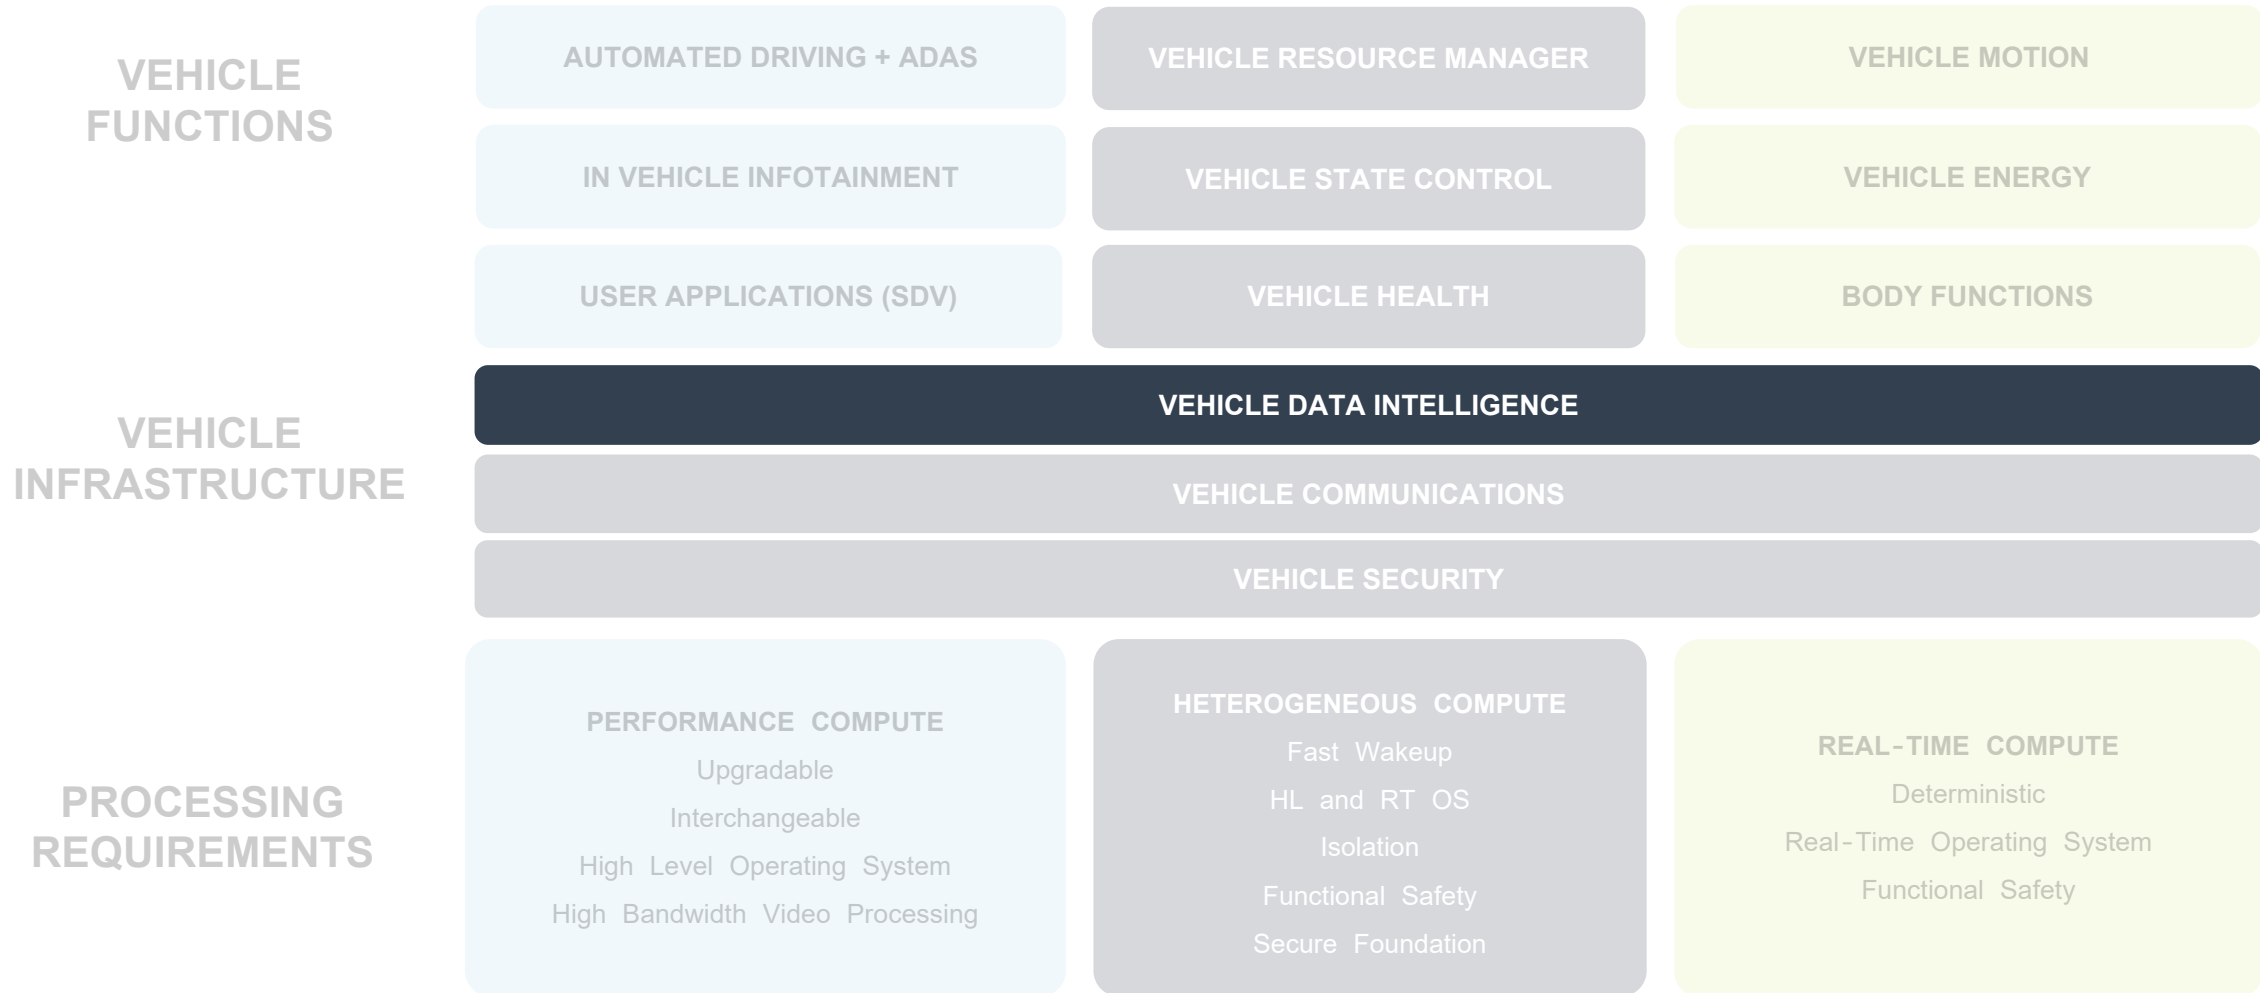 VEHICLE
FUNCTIONS
AUTOMATED DRIVING + ADAS
VEHICLE RESOURCE MANAGER
VEHICLE MOTION
IN VEHICLE INFOTAINMENT
VEHICLE STATE CONTROL
VEHICLE ENERGY
USER APPLICATIONS (SDV)
VEHICLE HEALTH
BODY FUNCTIONS
VEHICLE
INFRASTRUCTURE
VEHICLE DATA INTELLIGENCE
VEHICLE COMMUNICATIONS
VEHICLE SECURITY
PROCESSING
REQUIREMENTS
PERFORMANCE COMPUTE
Upgradable
Interchangeable
High Level Operating System
High Bandwidth Video Processing
HETEROGENEOUS COMPUTE
Fast Wakeup
HL and RT OS
Isolation
Functional Safety
Secure Foundation
REAL-TIME COMPUTE
Deterministic
Real-Time Operating System
Functional Safety